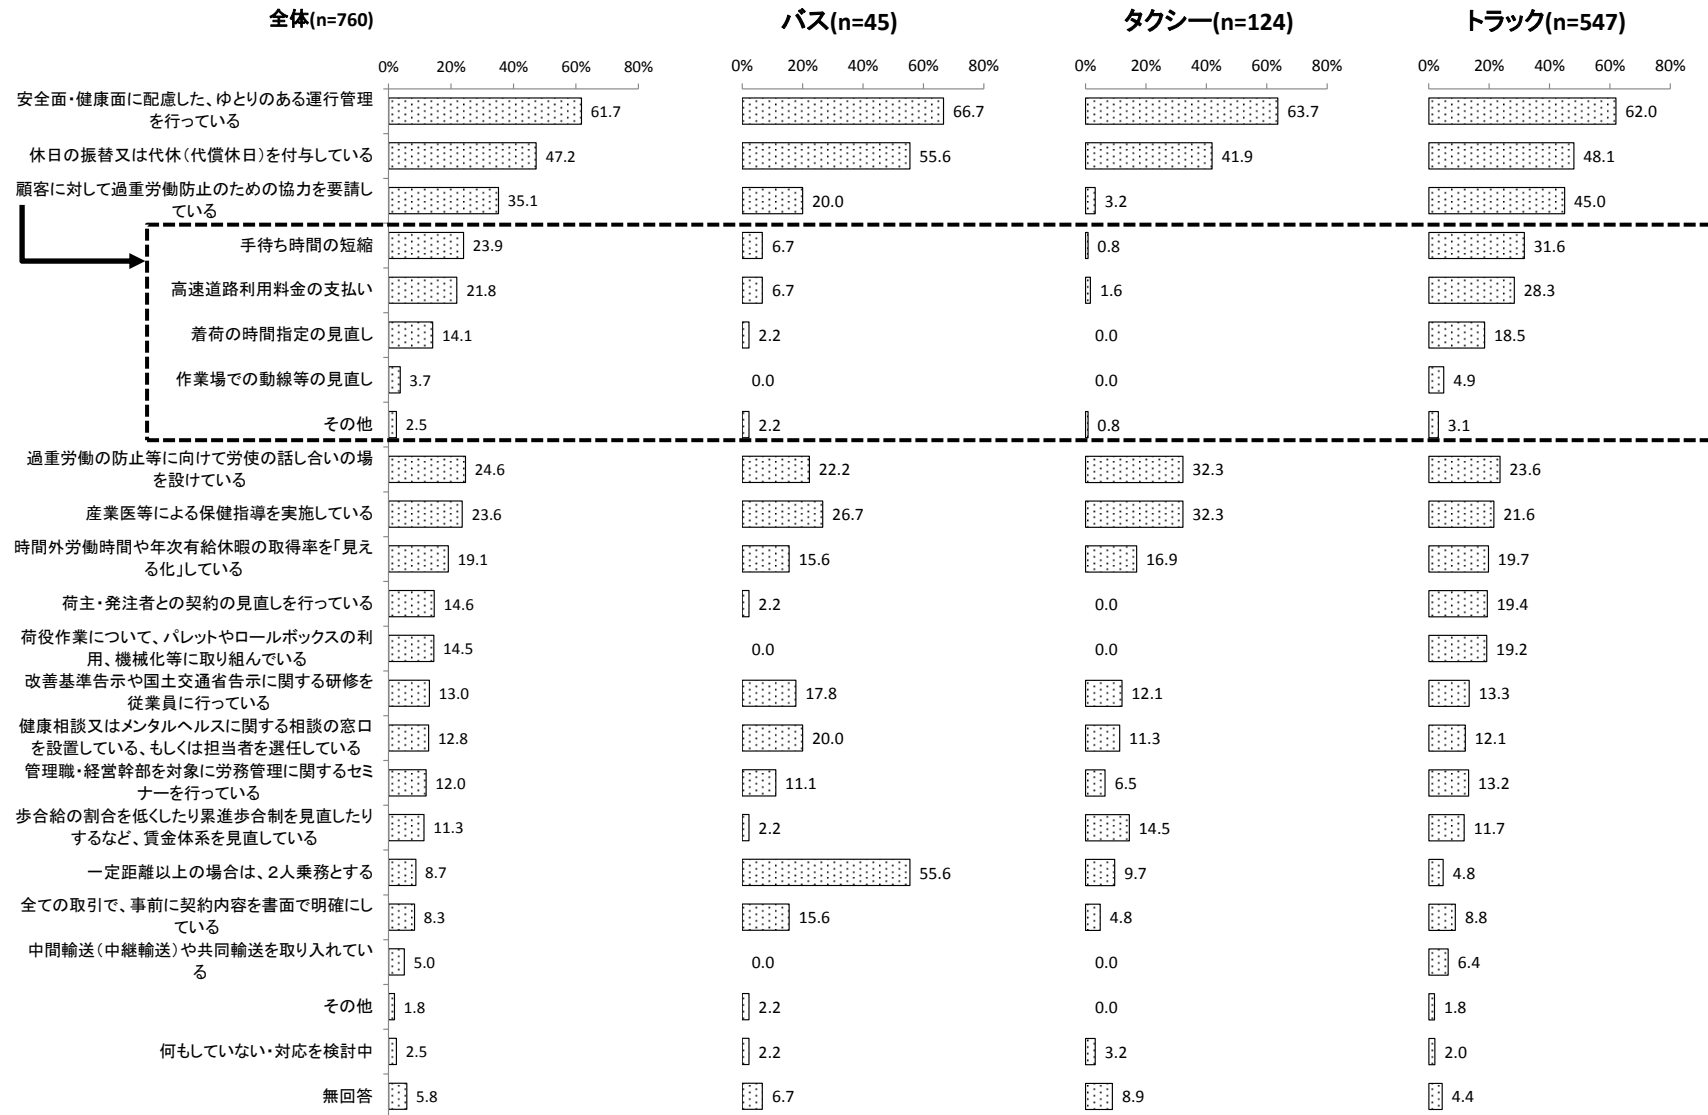 全体(n=760) バス(n=45) タクシー(n=124) トラック(n=547)
0% 20% 40% 60% 80% 0% 20% 40% 60% 80% 0% 20% 40% 60% 80% 0% 20% 40% 60% 80%
安全面・健康面に配慮した、ゆとりのある運行管理
を行っている 61.7 66.7 63.7 62.0
休日の振替又は代休(代償休日)を付与している 47.2 55.6 41.9 48.1
顧客に対して過重労働防止のための協力を要請し
ている 35.1 20.0 3.2 45.0
手待ち時間の短縮 23.9 6.7 0.8 31.6
高速道路利用料金の支払い 21.8 6.7 1.6 28.3
着荷の時間指定の見直し 14.1 2.2 0.0 18.5
作業場での動線等の見直し 3.7 0.0 0.0 4.9
その他 2.5 2.2 0.8 3.1
過重労働の防止等に向けて労使の話し合いの場
を設けている 24.6 22.2 32.3 23.6
産業医等による保健指導を実施している 23.6 26.7 32.3 21.6
時間外労働時間や年次有給休暇の取得率を「見え
る化」している 19.1 15.6 16.9 19.7
荷主・発注者との契約の見直しを行っている 14.6 2.2 0.0 19.4
荷役作業について、パレットやロールボックスの利
用、機械化等に取り組んでいる 14.5 0.0 0.0 19.2
改善基準告示や国土交通省告示に関する研修を
従業員に行っている 13.0 17.8 12.1 13.3
健康相談又はメンタルヘルスに関する相談の窓口
を設置している、もしくは担当者を選任している 12.8 20.0 11.3 12.1
管理職・経営幹部を対象に労務管理に関するセミ
ナーを行っている 12.0 11.1 6.5 13.2
歩合給の割合を低くしたり累進歩合制を見直したり
するなど、賃金体系を見直している 11.3 2.2 14.5 11.7
一定距離以上の場合は、2人乗務とする 8.7 55.6 9.7 4.8
全ての取引で、事前に契約内容を書面で明確にし
ている 8.3 15.6 4.8 8.8
中間輸送(中継輸送)や共同輸送を取り入れてい
る 5.0 0.0 0.0 6.4
その他 1.8 2.2 0.0 1.8
何もしていない・対応を検討中 2.5 2.2 3.2 2.0
無回答 5.8 6.7 8.9 4.4